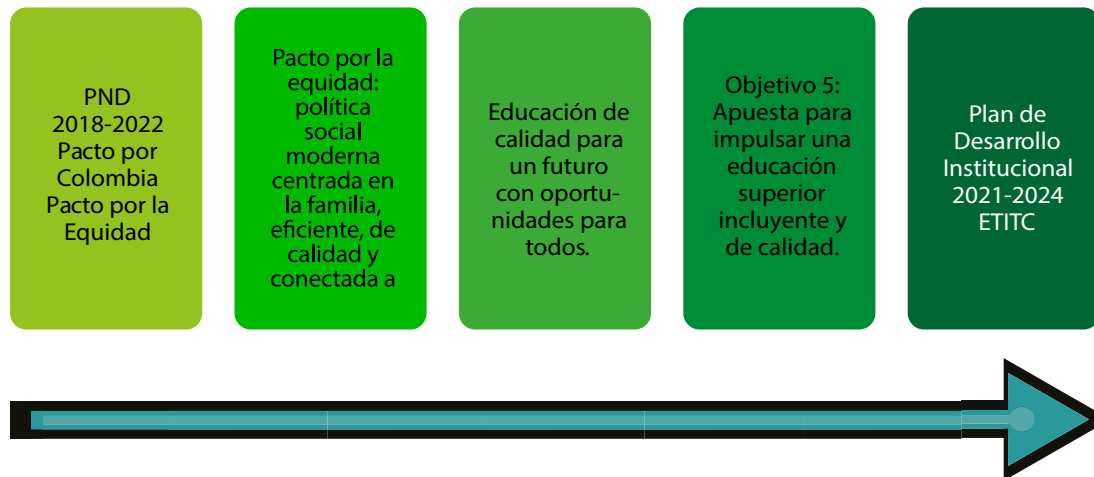 PND
2018-2022
Pacto por
Colombia
Pacto por la
Equidad
Pacto por la
equidad:
política
social
moderna
centrada en
la familia,
eficiente, de
calidad y
conectada a
Educación de
calidad para
un futuro
con oportu-
nidades para
todos.
Objetivo 5:
Apuesta para
impulsar una
educación
superior
incluyente y
de calidad.
Plan de
Desarrollo
Institucional
2021-2024
ETITC